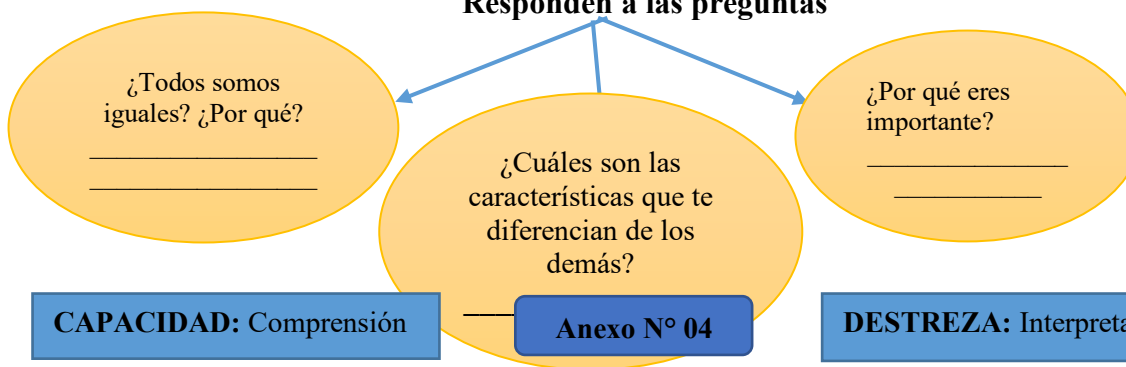 Responden a las preguntas
¿Todos somos
iguales? ¿Por qué?
¿Cuáles son las
características que te
diferencian de los
demás?
¿Por qué eres
importante?
CAPACIDAD: Comprensión
Anexo N° 04
DESTREZA: